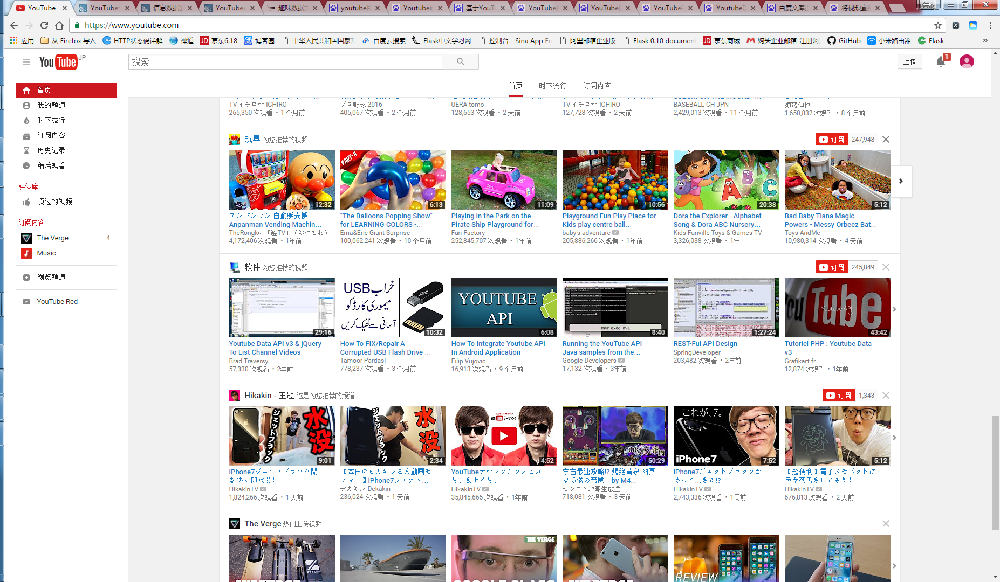 YouTube
YouTube
信息数据
YouTube
趣味数据
youtube
Youtube
基于YouT
YouTube
YouTube
YouTube
Youtube
百度文库
将视频直
https://www.youtube.com
应用
从 Firefox 导入
HTTP状态码详解
禅道
京东6.18
博客园
中华人民共和国国家
百度云搜索
Flask中文学习网
控制台 - Sina App En
阿里邮箱企业版
Flask 0.10 documen
京东商城
购买企业邮箱_注册阿
GitHub
小米路由器
Flask
YouTube JP
搜索
上传
1
首页
时下流行
订阅内容
首页
我的频道
时下流行
订阅内容
历史记录
稍后观看
媒体库
顶过的视频
订阅内容
The Verge 4
Music
浏览频道
YouTube Red
TV イチロー ICHIRO
265,350 次观看 • 1 个月前
プロ野球 2016
405,067 次观看 • 2 个月前
UERA tomo
128,653 次观看 • 2 天前
TV イチロー ICHIRO
127,728 次观看 • 2 天前
BASEBALL CH JPN
2,429,013 次观看 • 11 个月前
須藤伸也
1,650,832 次观看 • 8 个月前
玩具 为您推荐的视频
订阅 247,948
12:32
アンパンマン 自動販売機
Anpanman Vending Machin...
TheRongkの「遊TV」（ゆーてれ）
4,172,406 次观看 • 1年前
PART-II
6:13
"The Balloons Popping Show"
for LEARNING COLORS -...
Ema&Eric Giant Surprise
100,062,241 次观看 • 10 个月前
11:09
Playing in the Park on the
Pirate Ship Playground for...
Fun Factory
252,845,707 次观看 • 1年前
10:56
Playground Fun Play Place for
Kids play centre ball...
baby's adventure
205,886,266 次观看 • 1年前
A B C
20:38
Dora the Explorer - Alphabet
Song & Dora ABC Nursery...
Kids Funville Toys & Games TV
3,326,038 次观看 • 1年前
5:12
Bad Baby Tiana Magic
Powers - Messy Orbeez Bat...
Toys AndMe
10,980,314 次观看 • 4 天前
软件 为您推荐的视频
订阅 245,849
29:16
Youtube Data API v3 & jQuery
To List Channel Videos
Brad Traversy
57,330 次观看 • 2年前
خراب USB
میموری کارڈ کو
آسانی سے ٹھیک کریں
10:32
How To FIX/Repair A
Corrupted USB Flash Drive ...
Tamoor Pardasi
778,237 次观看 • 3 个月前
YOUTUBE
API
6:08
How To Integrate Youtube API
In Android Application
Filip Vujovic
16,913 次观看 • 9 个月前
mvn exec:java
8:40
Running the YouTube API
Java samples from the...
Google Developers
17,132 次观看 • 3年前
1:27:24
REST-Ful API Design
SpringDeveloper
203,482 次观看 • 2年前
You Tube
Youtube API
v3
43:42
Tutoriel PHP : Youtube Data
v3
Grafikart.fr
12,874 次观看 • 1年前
Hikakin - 主题 这是为您推荐的频道
订阅 1,343
ジェットブラック
水没
9:01
iPhone7ジェットブラック開
封後、即水没！
HikakinTV
1,824,266 次观看 • 1 天前
ジェットブラック
水没
2:34
【本日のヒカキンさん動画モ
ノマネ】iPhone7ジェット...
デカキン Dekakin
236,024 次观看 • 1 天前
YouTube テーマソング
4:52
YouTubeテーマソング／ヒカ
キン＆セイキン
HikakinTV
35,845,665 次观看 • 1年前
50:29
宇宙最速攻略!? 爆絶黄泉 幽冥
なる骸の帝國 by M4...
モンスト攻略生放送
718,081 次观看 • 3 天前
これが、7。
iPhone7
7:52
iPhone7ジェットブラックが
やって...きた!?
HikakinTV
2,743,336 次观看 • 1周前
5:12
【超便利】電子メモパッドに
色々落書きしてみた！
HikakinTV
676,813 次观看 • 2 天前
The Verge 热门上传视频
ZBOARD
THE VERGE
GOOGLE GLASS
THE VERGE
REVIEW